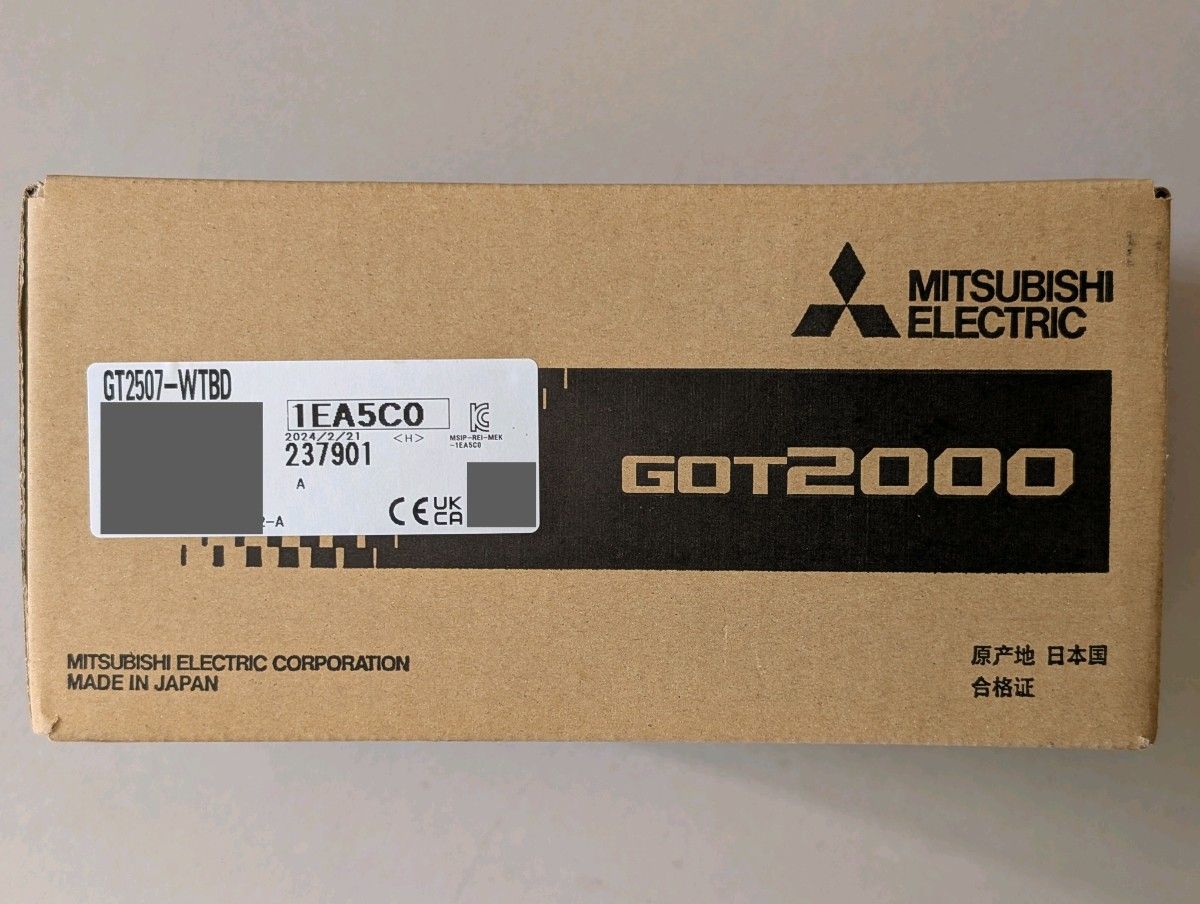 MITSUBISHI
ELECTRIC
GT2507-WTBD
1EA5C0
2024/2/21 <H>
MSIP-REI-MEK
-1EA5C0
237901
A
CE UK
CA
-A
GOT2000
MITSUBISHI ELECTRIC CORPORATION
MADE IN JAPAN
原产地 日本国
合格证